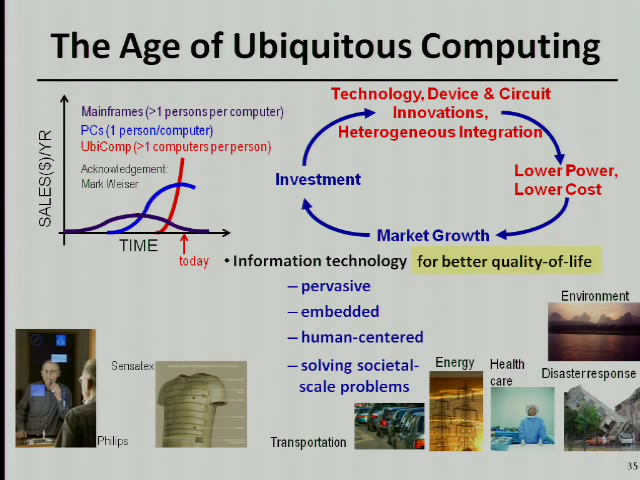 The Age of Ubiquitous Computing
SALES($)/YR
Mainframes (>1 persons per computer)
PCs (1 person/computer)
UbiComp (>1 computers per person)
Acknowledgement:
Mark Weiser
TIME
today
Technology, Device & Circuit
Innovations,
Heterogeneous Integration
Lower Power,
Lower Cost
Market Growth
Investment
• Information technology for better quality-of-life
– pervasive
– embedded
– human-centered
– solving societal-
scale problems
Sensatex
Philips
Transportation
Energy
Health
care
Environment
Disaster response
35